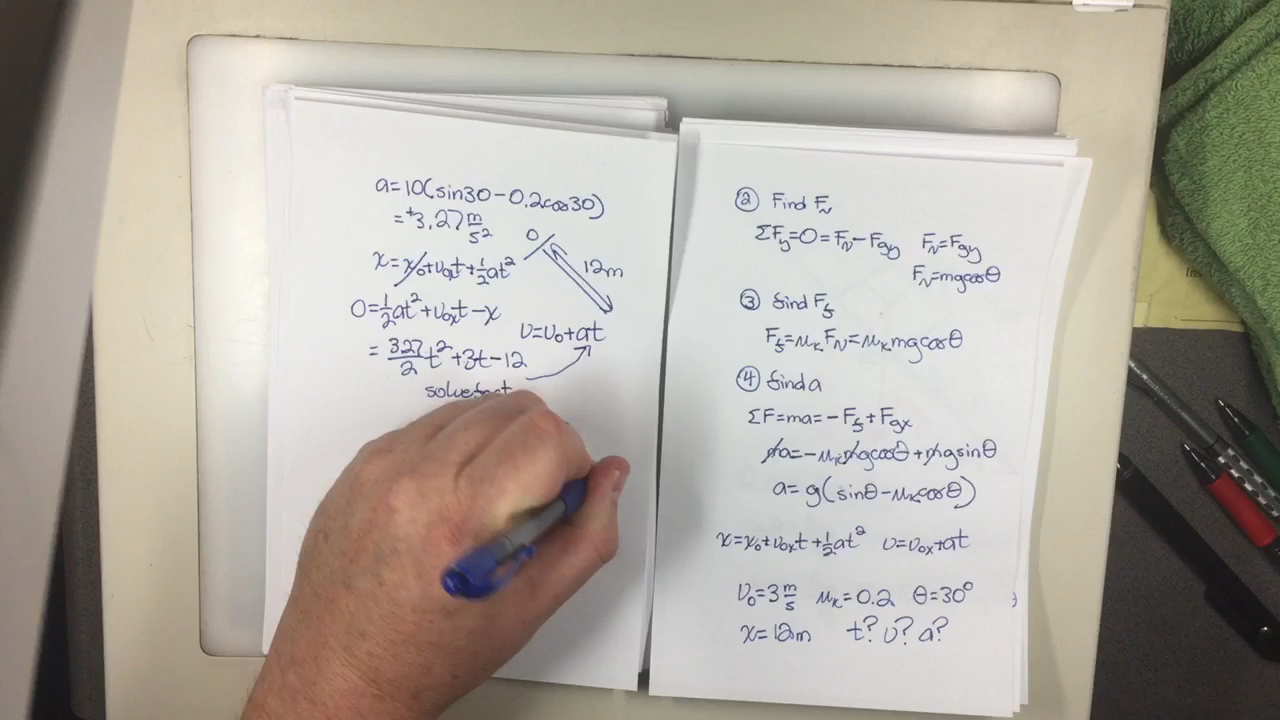 a=10(sin30-0.2cos30)
=+3.27 m/s²
x=x₀+v₀ₓt+½at²
0
12m
0=½at²+v₀ₓt-x
v=v₀+at
=3.27/2 t²+3t-12
solve for t
② Find F_N
ΣF_y=0=F_N-F_gy F_N=F_gy
F_N=mgcosθ
③ find F_f
F_f=μ_kF_N=μ_kmgcosθ
④ find a
ΣF=ma=-F_f+F_gx
ma=-μ_kmgcosθ+mgsinθ
a=g(sinθ-μ_kcosθ)
x=x₀+v₀ₓt+½at² v=v₀ₓ+at
v₀=3 m/s μ_k=0.2 θ=30°
x=12m t? v? a?